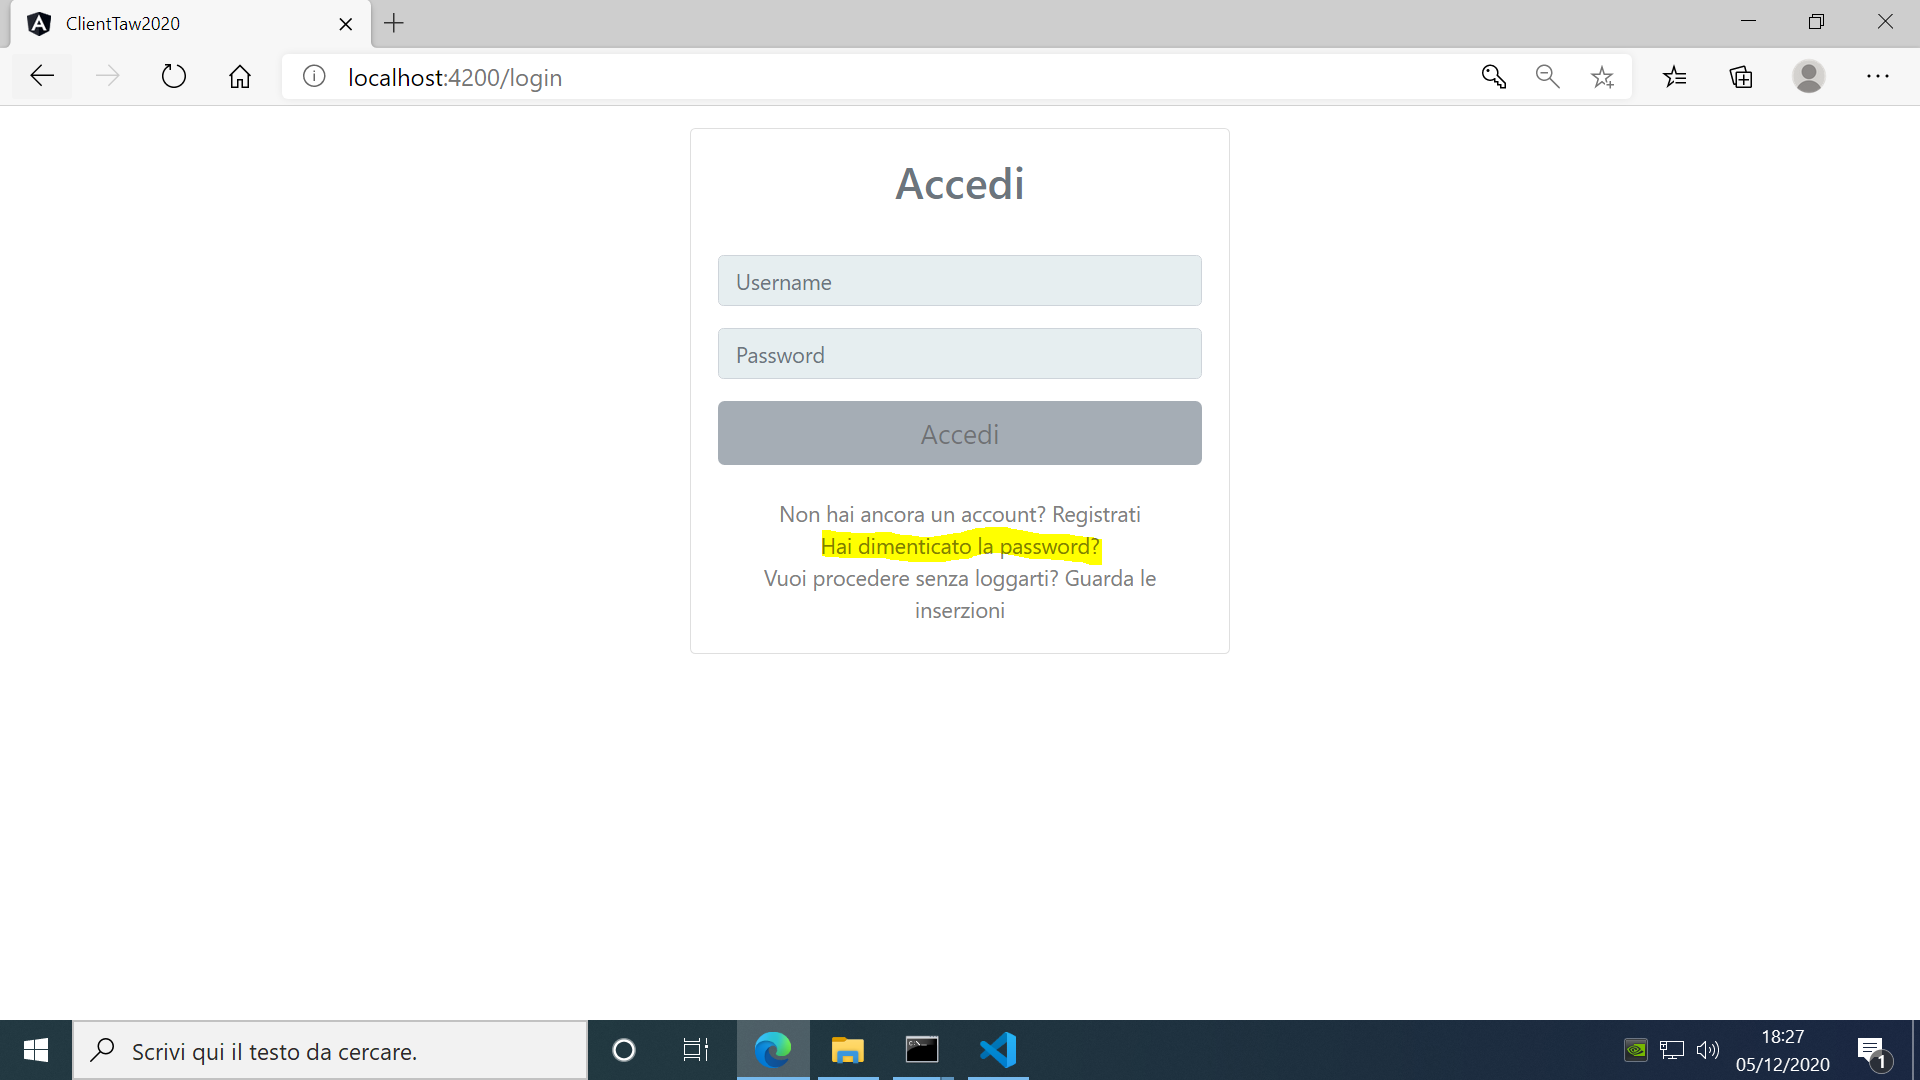 ClientTaw2020
localhost:4200/login
Accedi
Username
Password
Accedi
Non hai ancora un account? Registrati
Hai dimenticato la password?
Vuoi procedere senza loggarti? Guarda le
inserzioni
Scrivi qui il testo da cercare.
18:27
05/12/2020
1